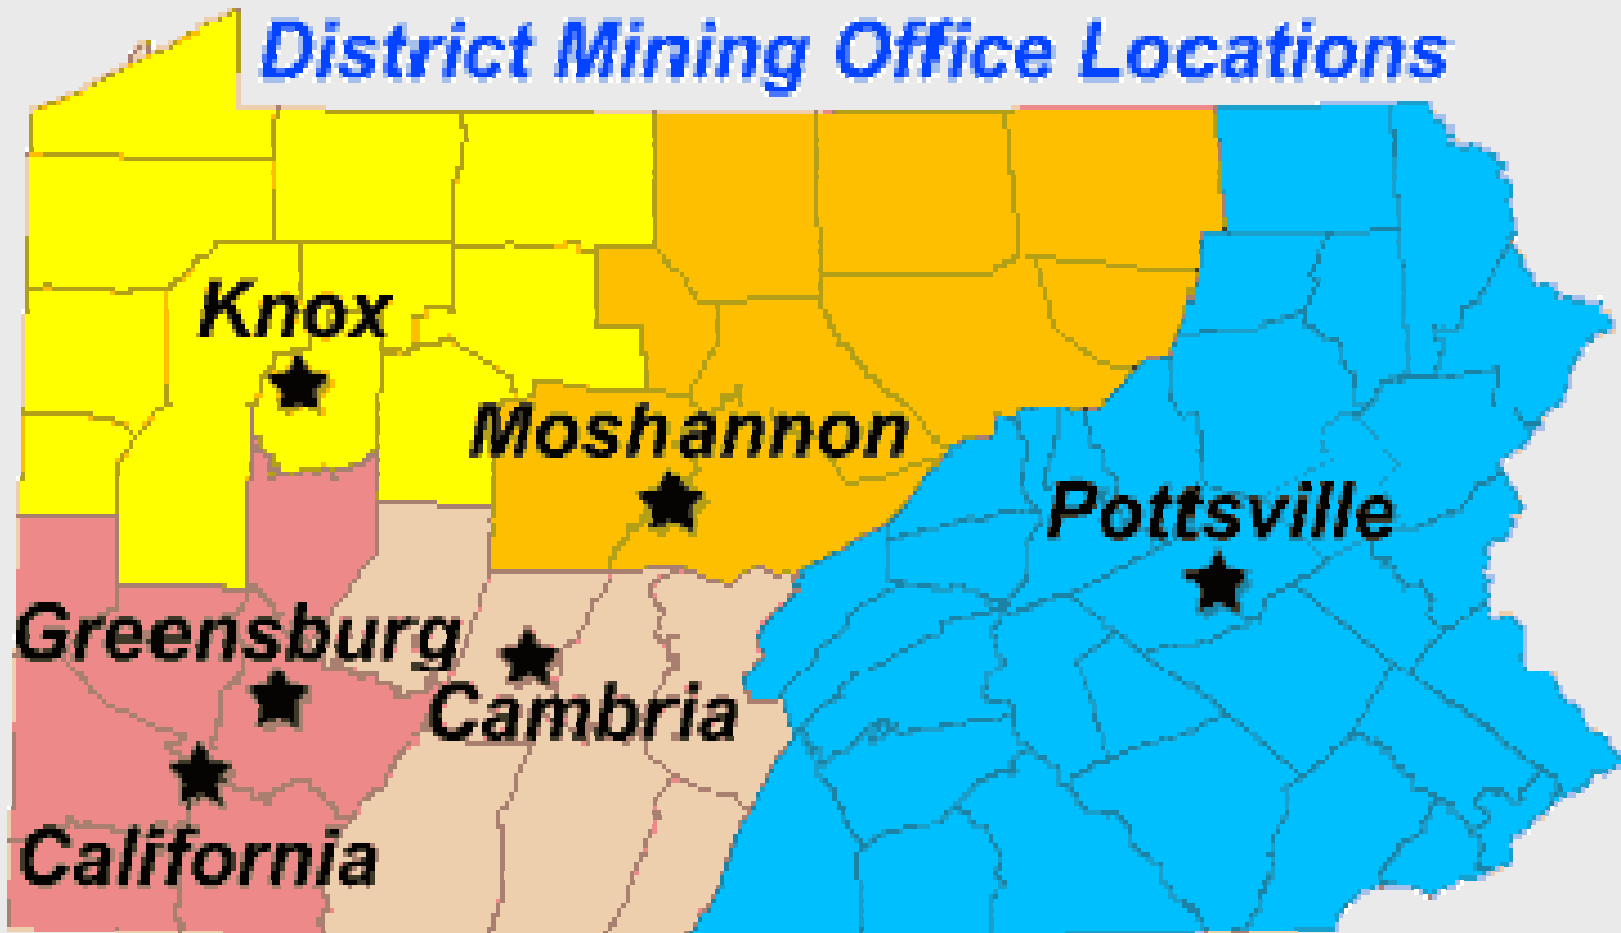 District Mining Office Locations
Knox
Moshannon
Pottsville
Greensburg
Cambria
California